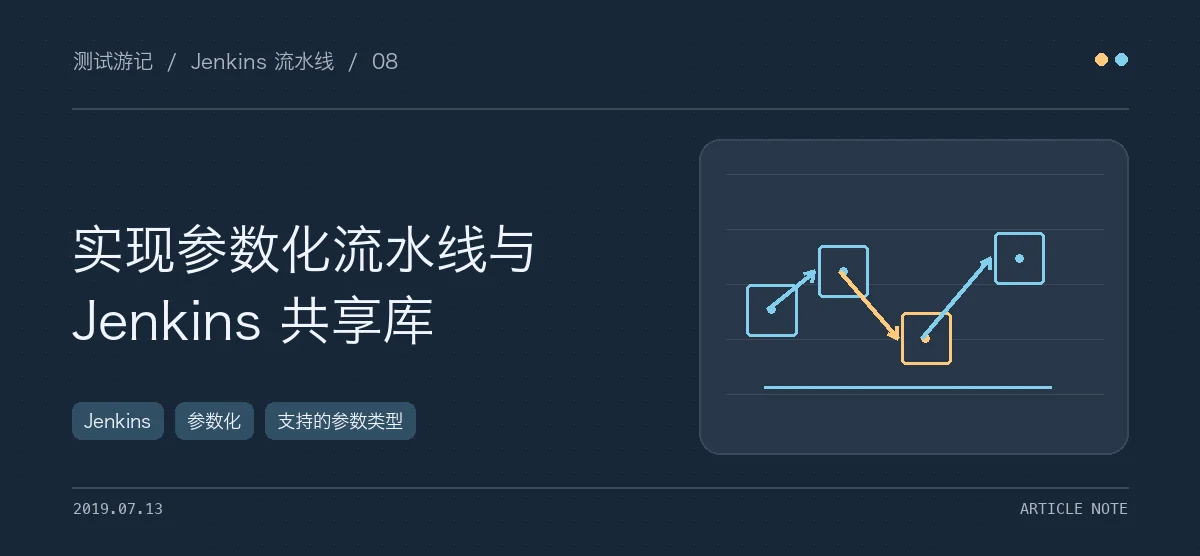 测试游记 / Jenkins 流水线 / 08
实现参数化流水线与
Jenkins 共享库
Jenkins 参数化 支持的参数类型
2019.07.13 ARTICLE NOTE